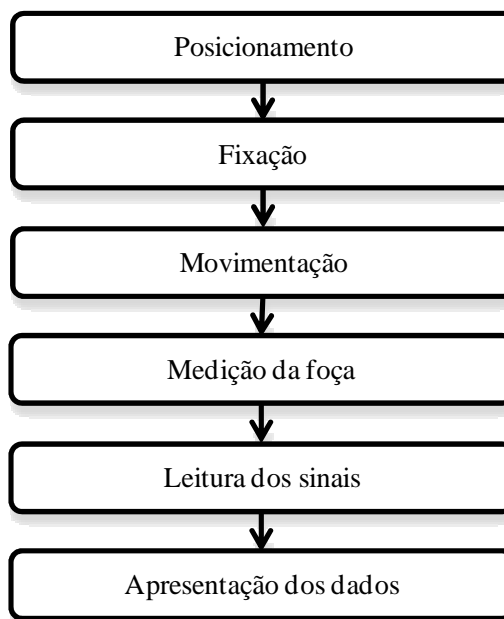 Posicionamento
Fixação
Movimentação
Medição da foça
Leitura dos sinais
Apresentação dos dados